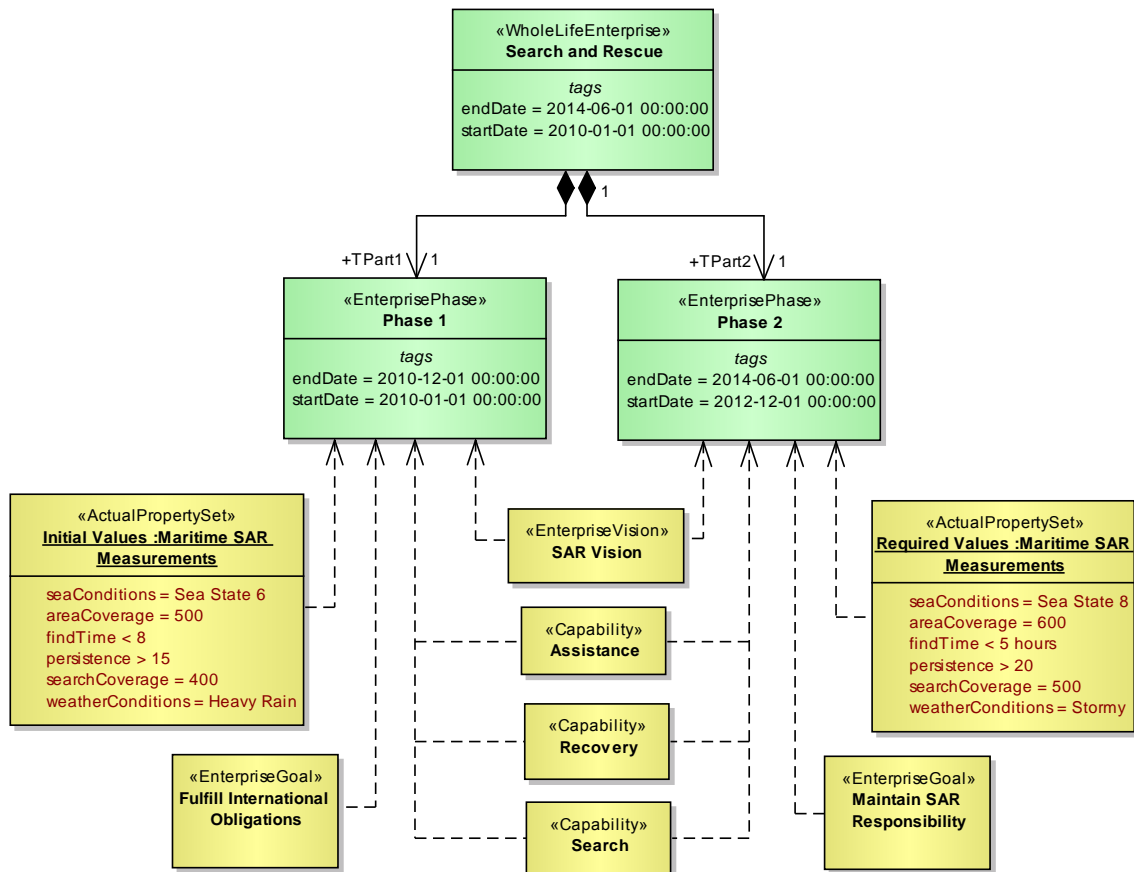 «WholeLifeEnterprise»
Search and Rescue
tags
endDate = 2014-06-01 00:00:00
startDate = 2010-01-01 00:00:00
1
+TPart1
1
+TPart2
1
«EnterprisePhase»
Phase 1
tags
endDate = 2010-12-01 00:00:00
startDate = 2010-01-01 00:00:00
«EnterprisePhase»
Phase 2
tags
endDate = 2014-06-01 00:00:00
startDate = 2012-12-01 00:00:00
«ActualPropertySet»
Initial Values :Maritime SAR
Measurements
seaConditions = Sea State 6
areaCoverage = 500
findTime < 8
persistence > 15
searchCoverage = 400
weatherConditions = Heavy Rain
«EnterpriseVision»
SAR Vision
«ActualPropertySet»
Required Values :Maritime SAR
Measurements
seaConditions = Sea State 8
areaCoverage = 600
findTime < 5 hours
persistence > 20
searchCoverage = 500
weatherConditions = Stormy
«Capability»
Assistance
«Capability»
Recovery
«EnterpriseGoal»
Fulfill International
Obligations
«Capability»
Search
«EnterpriseGoal»
Maintain SAR
Responsibility